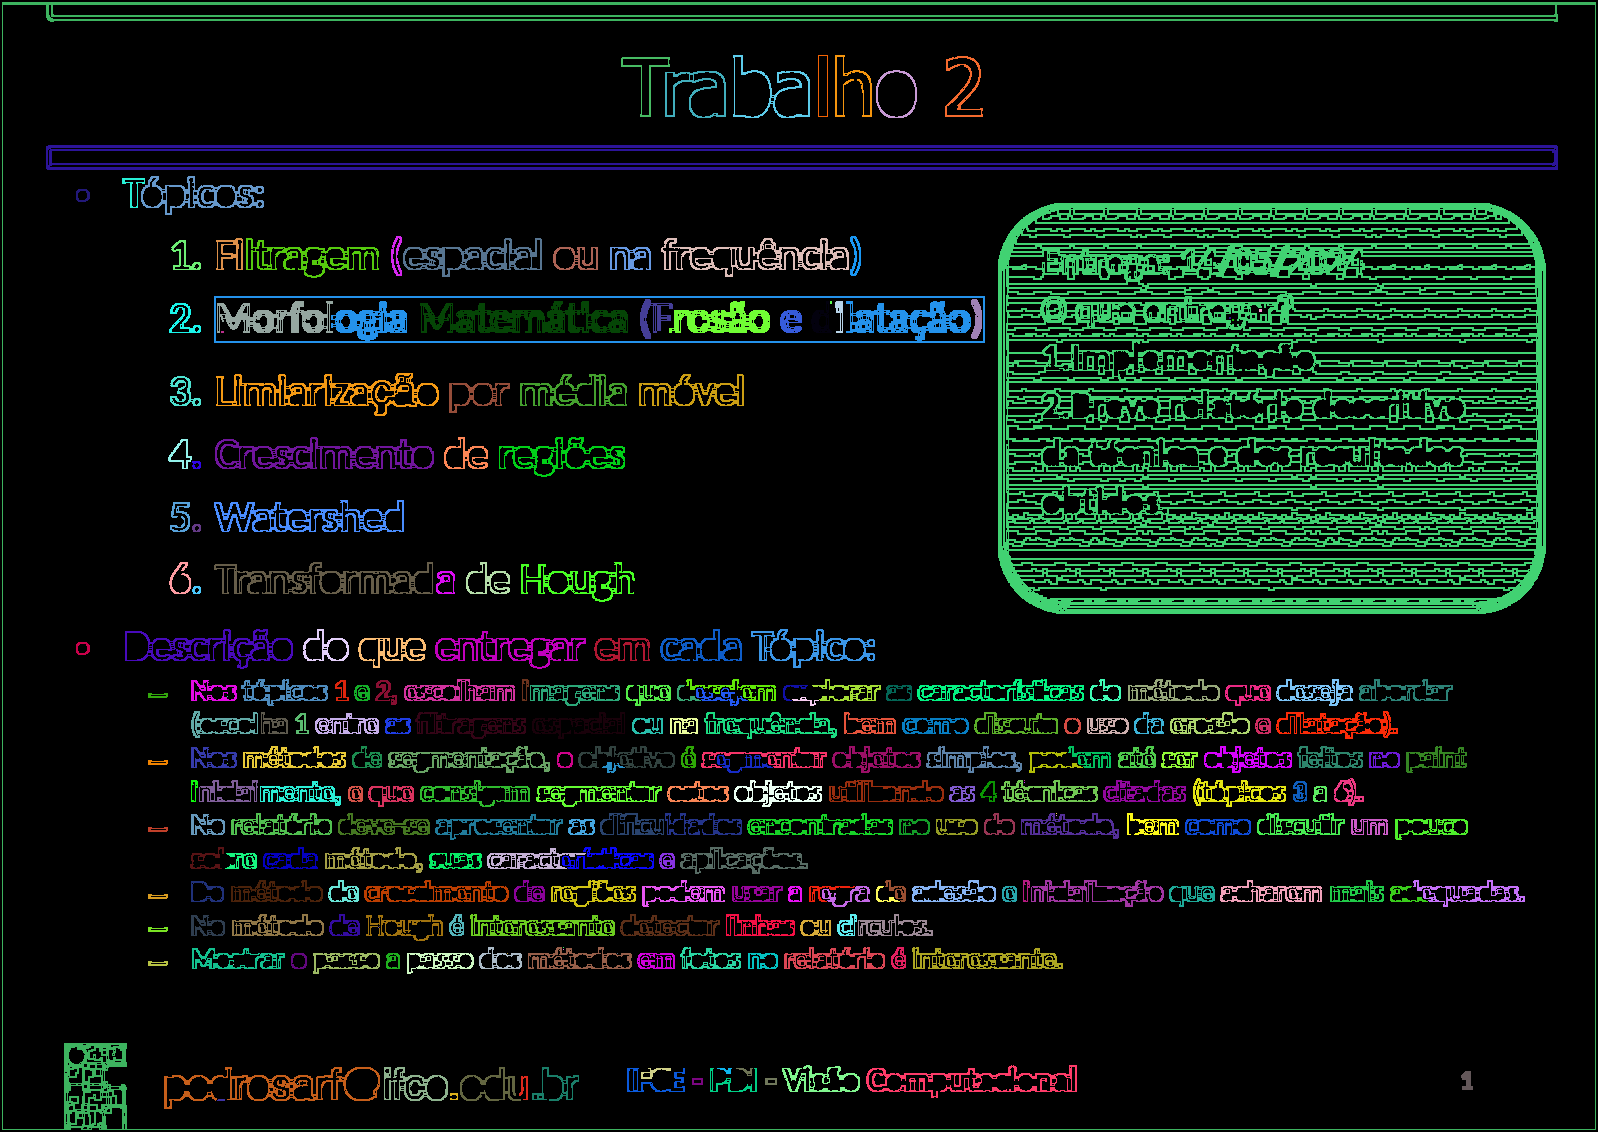 Trabalho 2
Tópicos:
1. Filtragem (espacial ou na frequência)
2. Morfologia Matemática (Erosão e Dilatação)
3. Limiarização por média móvel
4. Crescimento de regiões
5. Watershed
6. Transformada de Hough
Entrega: 14/05/2024
O que entregar?
1-Implementação
2-Breve relatório descritivo
da técnica e dos resultados
obtidos.
Descrição do que entregar em cada Tópico:
– Nos tópicos 1 e 2, escolham imagens que desejem explorar as características do método que deseja abordar
(escolha 1 entre as filtragens espacial ou na frequência, bem como discuta o uso da erosão e dilatação).
– Nos métodos de segmentação, o objetivo é segmentar objetos simples, podem até ser objetos feitos no paint
inicialmente, o que consigam segmentar estes objetos utilizando as 4 técnicas citadas (tópicos 3 a 6).
– No relatório deve-se apresentar as dificuldades encontradas no uso do método, bem como discutir um pouco
sobre cada método, suas características e aplicações.
– Do método de crescimento de regiões podem usar a regra de adesão e inicialização que acharem mais adequadas.
– No método de Hough é interessante detectar linhas ou círculos.
– Mostrar o passo a passo dos métodos em fotos no relatório é interessante.
pedrosarf@ifce.edu.br
IFCE - PDI - Visão Computacional
1